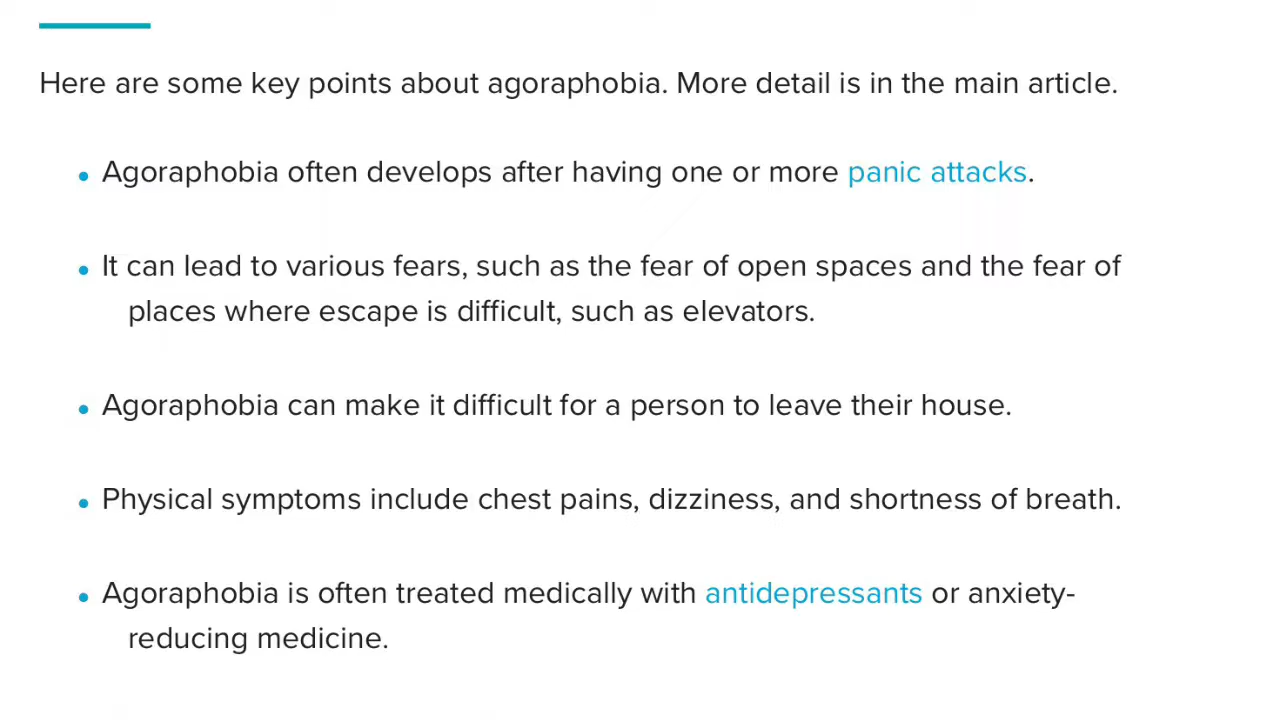 Here are some key points about agoraphobia. More detail is in the main article.
• Agoraphobia often develops after having one or more panic attacks.
• It can lead to various fears, such as the fear of open spaces and the fear of
places where escape is difficult, such as elevators.
• Agoraphobia can make it difficult for a person to leave their house.
• Physical symptoms include chest pains, dizziness, and shortness of breath.
• Agoraphobia is often treated medically with antidepressants or anxiety-
reducing medicine.